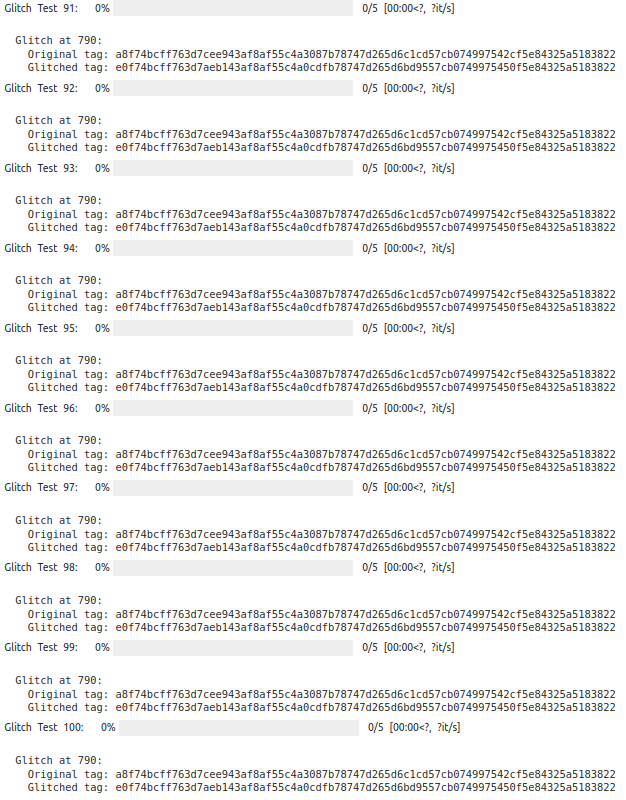 Glitch Test 91: 0% 0/5 [00:00<?, ?it/s]
Glitch at 790:
Original tag: a8f74bcff763d7cee943af8af55c4a3087b78747d265d6c1cd57cb074997542cf5e84325a5183822
Glitched tag: e0f74bcff763d7aeb143af8af55c4a0cdfb78747d265d6bd9557cb0749975450f5e84325a5183822
Glitch Test 92: 0% 0/5 [00:00<?, ?it/s]
Glitch at 790:
Original tag: a8f74bcff763d7cee943af8af55c4a3087b78747d265d6c1cd57cb074997542cf5e84325a5183822
Glitched tag: e0f74bcff763d7aeb143af8af55c4a0cdfb78747d265d6bd9557cb0749975450f5e84325a5183822
Glitch Test 93: 0% 0/5 [00:00<?, ?it/s]
Glitch at 790:
Original tag: a8f74bcff763d7cee943af8af55c4a3087b78747d265d6c1cd57cb074997542cf5e84325a5183822
Glitched tag: e0f74bcff763d7aeb143af8af55c4a0cdfb78747d265d6bd9557cb0749975450f5e84325a5183822
Glitch Test 94: 0% 0/5 [00:00<?, ?it/s]
Glitch at 790:
Original tag: a8f74bcff763d7cee943af8af55c4a3087b78747d265d6c1cd57cb074997542cf5e84325a5183822
Glitched tag: e0f74bcff763d7aeb143af8af55c4a0cdfb78747d265d6bd9557cb0749975450f5e84325a5183822
Glitch Test 95: 0% 0/5 [00:00<?, ?it/s]
Glitch at 790:
Original tag: a8f74bcff763d7cee943af8af55c4a3087b78747d265d6c1cd57cb074997542cf5e84325a5183822
Glitched tag: e0f74bcff763d7aeb143af8af55c4a0cdfb78747d265d6bd9557cb0749975450f5e84325a5183822
Glitch Test 96: 0% 0/5 [00:00<?, ?it/s]
Glitch at 790:
Original tag: a8f74bcff763d7cee943af8af55c4a3087b78747d265d6c1cd57cb074997542cf5e84325a5183822
Glitched tag: e0f74bcff763d7aeb143af8af55c4a0cdfb78747d265d6bd9557cb0749975450f5e84325a5183822
Glitch Test 97: 0% 0/5 [00:00<?, ?it/s]
Glitch at 790:
Original tag: a8f74bcff763d7cee943af8af55c4a3087b78747d265d6c1cd57cb074997542cf5e84325a5183822
Glitched tag: e0f74bcff763d7aeb143af8af55c4a0cdfb78747d265d6bd9557cb0749975450f5e84325a5183822
Glitch Test 98: 0% 0/5 [00:00<?, ?it/s]
Glitch at 790:
Original tag: a8f74bcff763d7cee943af8af55c4a3087b78747d265d6c1cd57cb074997542cf5e84325a5183822
Glitched tag: e0f74bcff763d7aeb143af8af55c4a0cdfb78747d265d6bd9557cb0749975450f5e84325a5183822
Glitch Test 99: 0% 0/5 [00:00<?, ?it/s]
Glitch at 790:
Original tag: a8f74bcff763d7cee943af8af55c4a3087b78747d265d6c1cd57cb074997542cf5e84325a5183822
Glitched tag: e0f74bcff763d7aeb143af8af55c4a0cdfb78747d265d6bd9557cb0749975450f5e84325a5183822
Glitch Test 100: 0% 0/5 [00:00<?, ?it/s]
Glitch at 790:
Original tag: a8f74bcff763d7cee943af8af55c4a3087b78747d265d6c1cd57cb074997542cf5e84325a5183822
Glitched tag: e0f74bcff763d7aeb143af8af55c4a0cdfb78747d265d6bd9557cb0749975450f5e84325a5183822